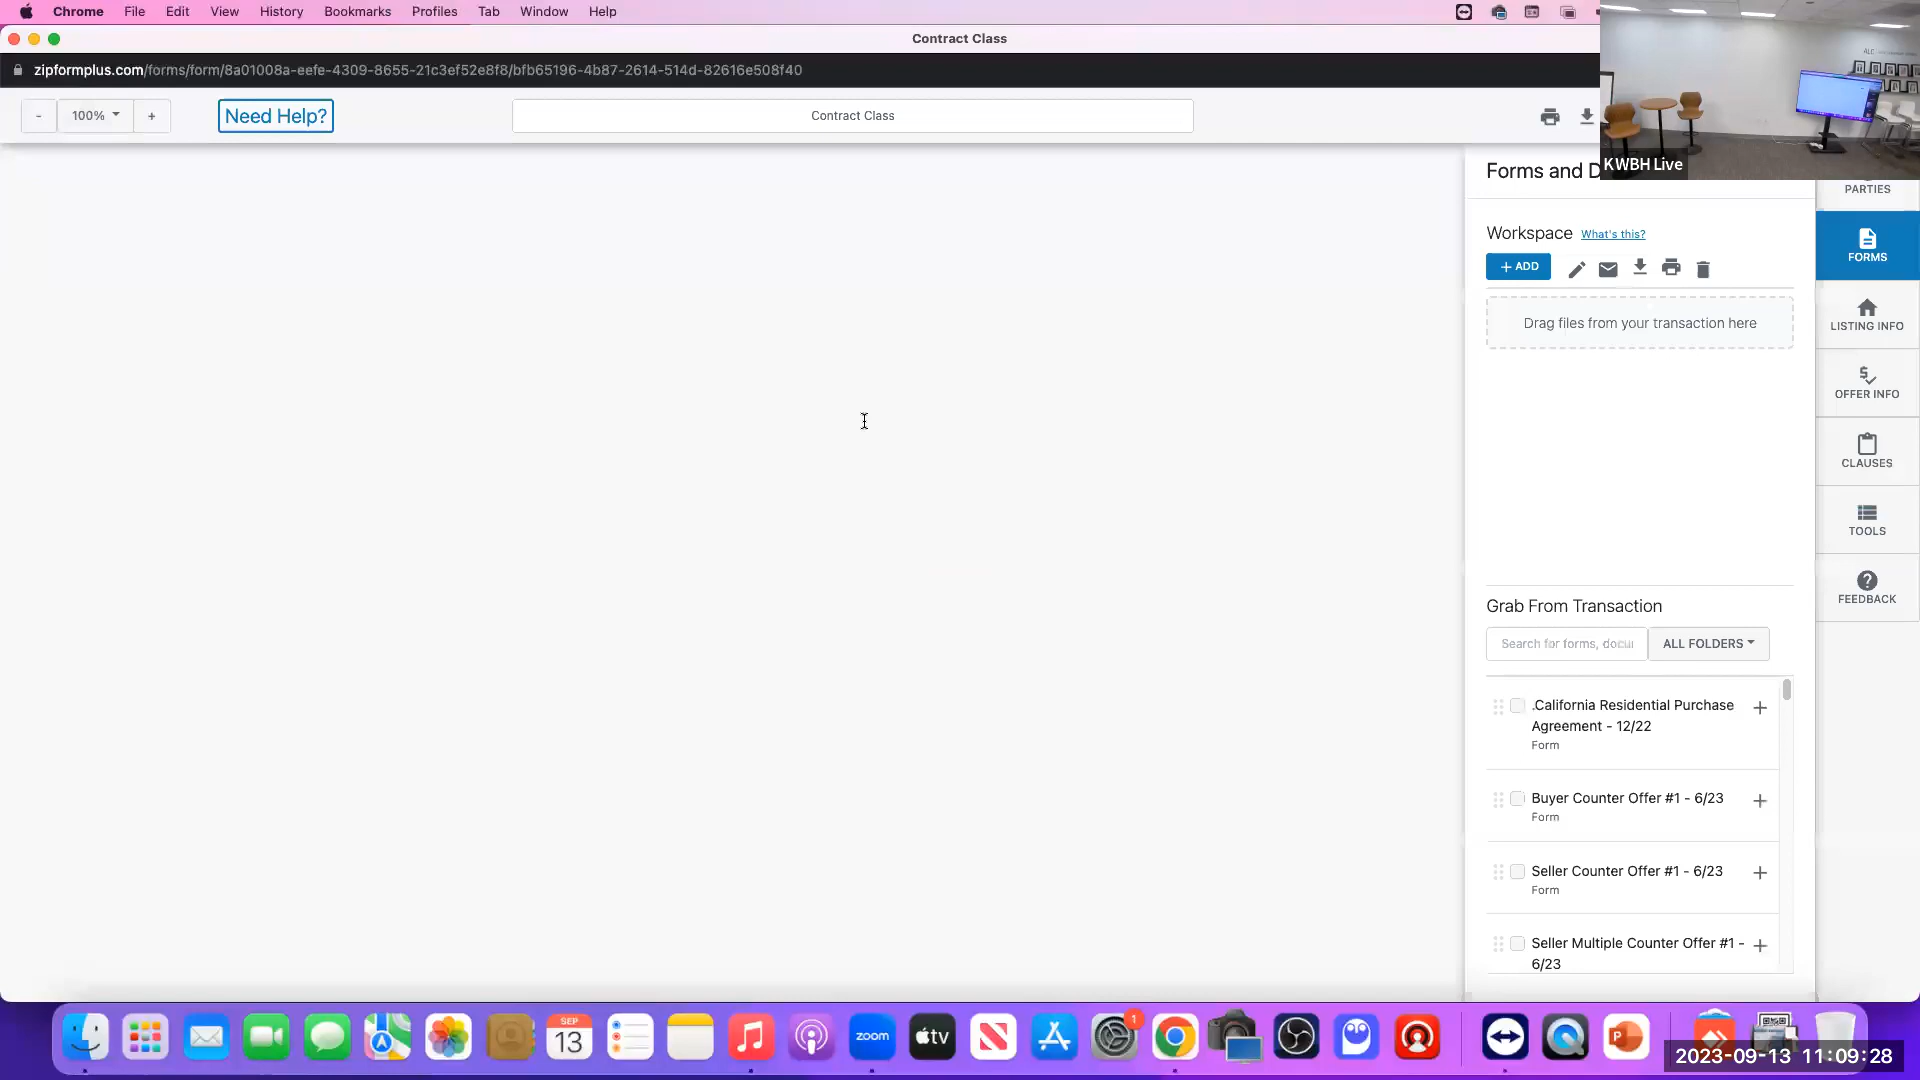 Chrome File Edit View History Bookmarks Profiles Tab Window Help
Contract Class
zipformplus.com/forms/form/8a01008a-eefe-4309-8655-21c3ef52e8f8/bfb65196-4b87-2614-514d-82616e508f40
- 100% + Need Help? Contract Class
KWBH Live
Forms and D
PARTIES
Workspace What's this?
FORMS
+ ADD
Drag files from your transaction here
LISTING INFO
OFFER INFO
CLAUSES
TOOLS
FEEDBACK
Grab From Transaction
Search for forms, docu
ALL FOLDERS
.California Residential Purchase
Agreement - 12/22
Form
Buyer Counter Offer #1 - 6/23
Form
Seller Counter Offer #1 - 6/23
Form
Seller Multiple Counter Offer #1 -
6/23
SEP
13
zoom
tv
1
2023-09-13 11:09:28